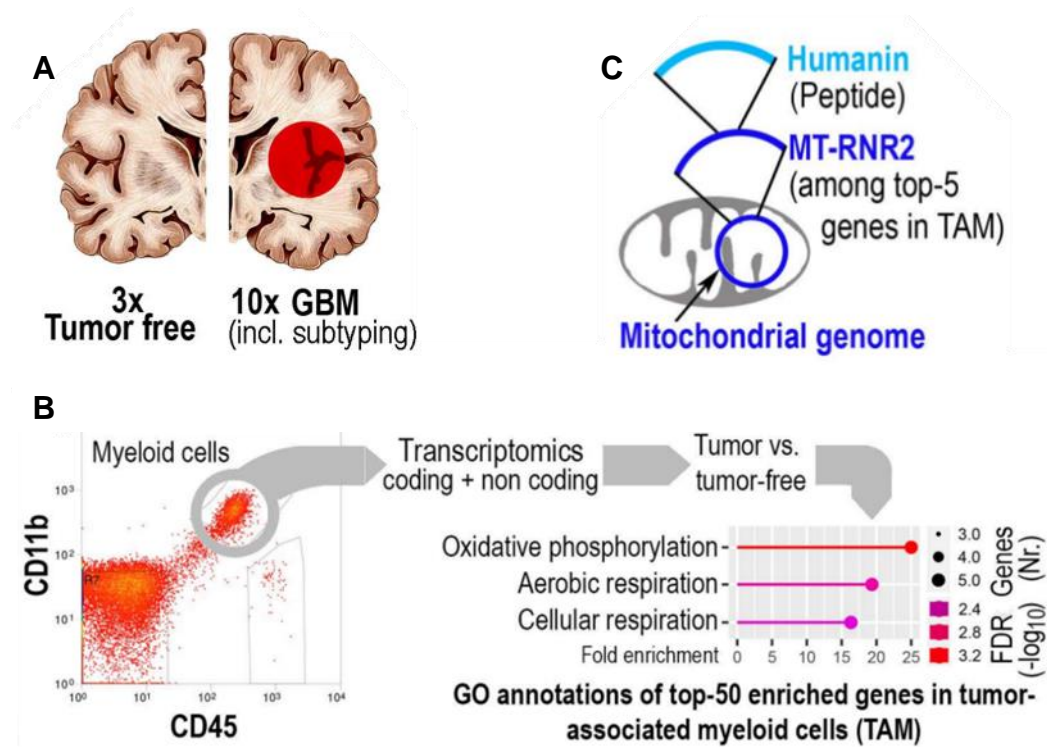 A
3x
Tumor free
10x GBM
(incl. subtyping)
C
Humanin
(Peptide)
MT-RNR2
(among top-5
genes in TAM)
Mitochondrial genome
B
Myeloid cells
Transcriptomics
coding + non coding
Tumor vs.
tumor-free
CD11b
10³
10²
10¹
10⁰
R7
10⁰ 10¹ 10² 10³ 10⁴
CD45
Oxidative phosphorylation
Aerobic respiration
Cellular respiration
Fold enrichment 0 5 10 15 20 25
3.0
4.0
5.0
Genes
(Nr.)
2.4
2.8
3.2
FDR
(-log10)
GO annotations of top-50 enriched genes in tumor-
associated myeloid cells (TAM)